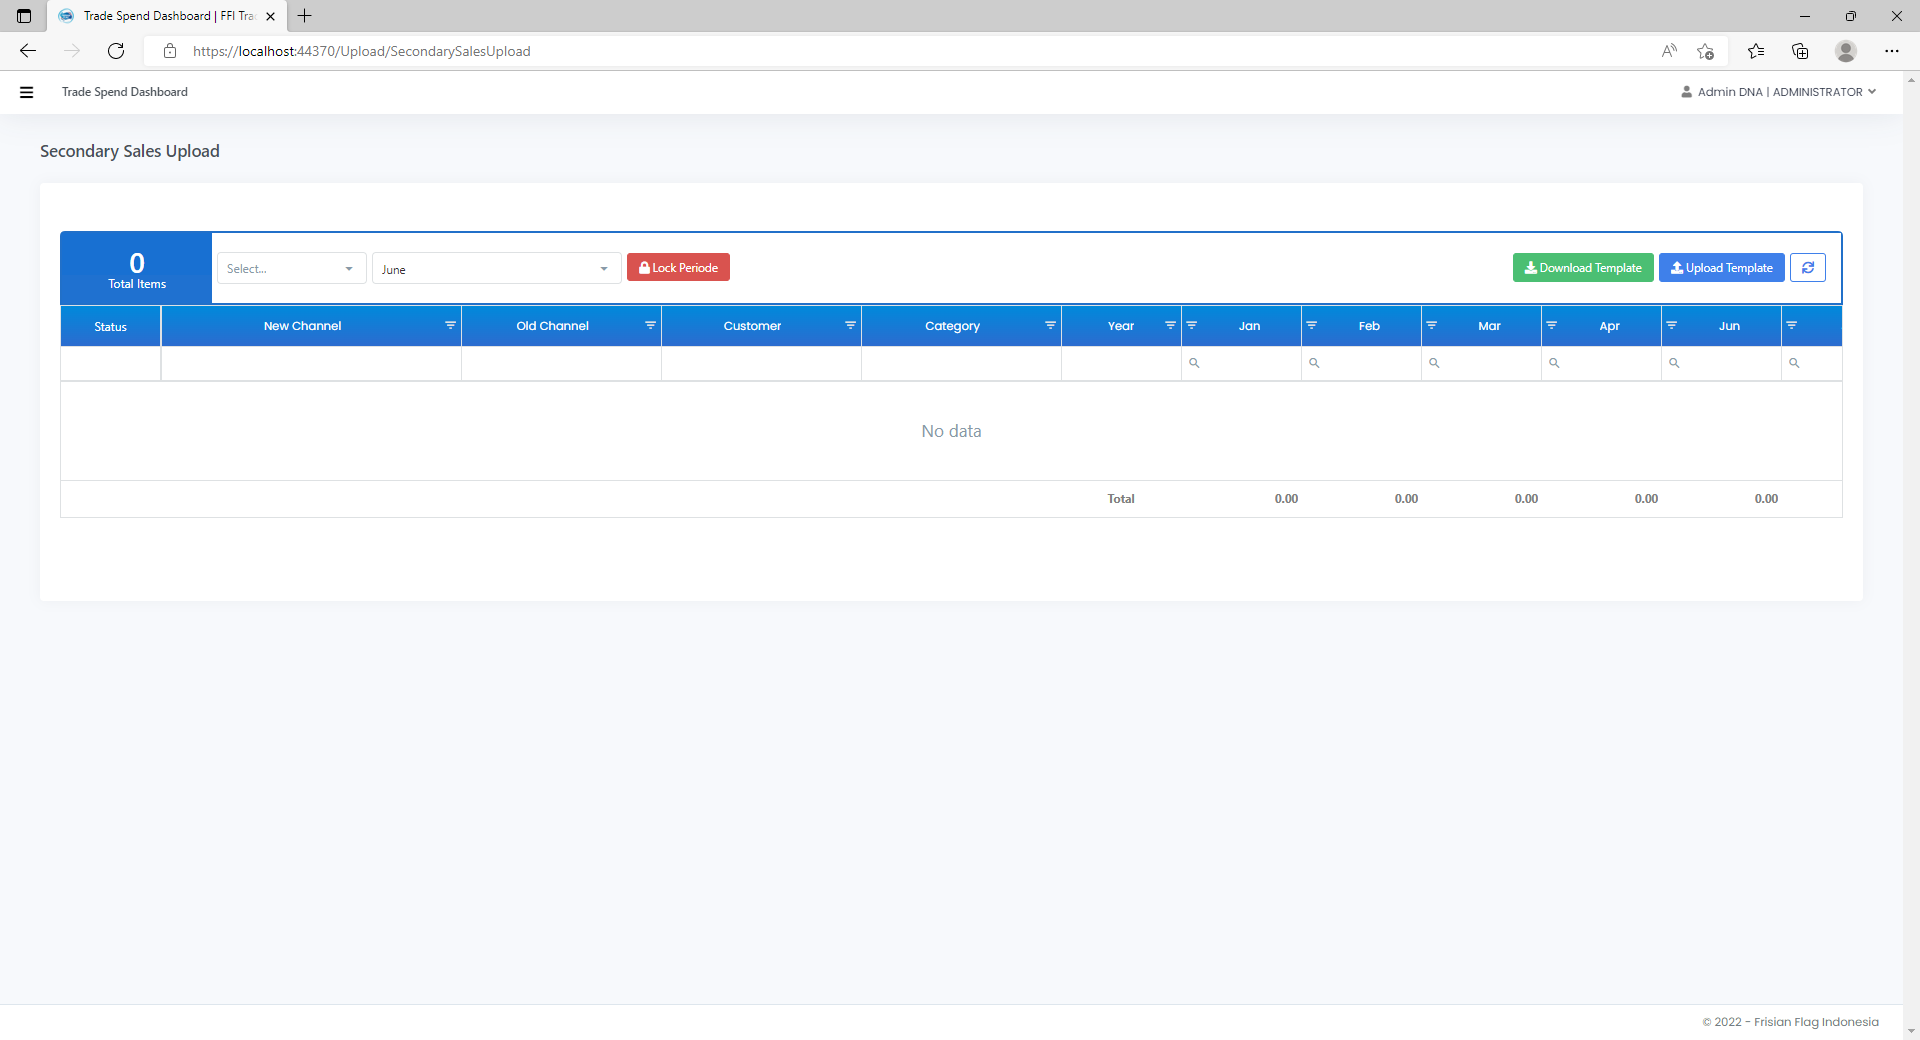 Trade Spend Dashboard | FFI Tra
https://localhost:44370/Upload/SecondarySalesUpload
Trade Spend Dashboard
Admin DNA | ADMINISTRATOR
Secondary Sales Upload
0
Total Items
Select...
June
Lock Periode
Download Template
Upload Template
Status New Channel Old Channel Customer Category Year Jan Feb Mar Apr Jun
No data
Total 0.00 0.00 0.00 0.00 0.00
© 2022 - Frisian Flag Indonesia